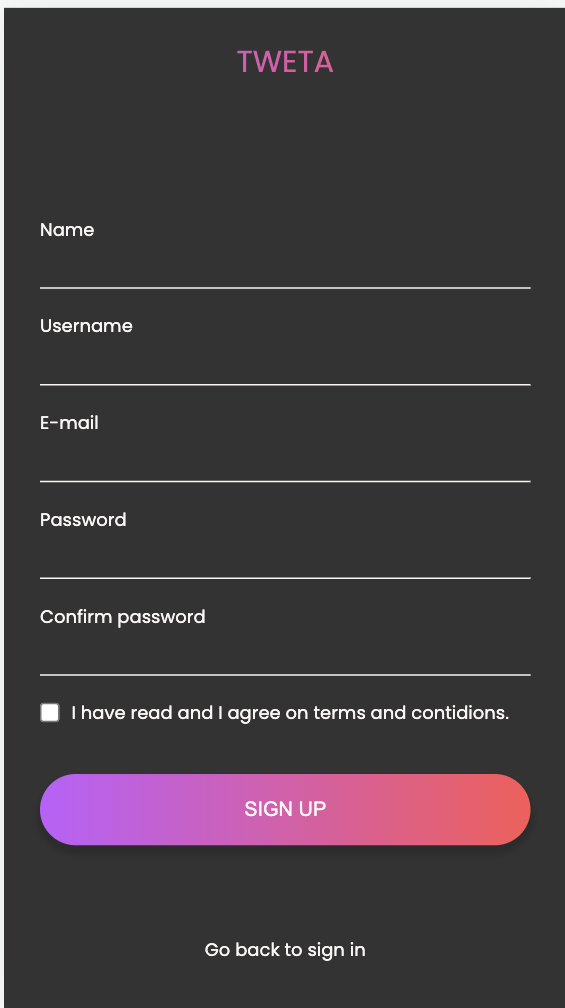 TWETA
Name
Username
E-mail
Password
Confirm password
I have read and I agree on terms and contidions.
SIGN UP
Go back to sign in